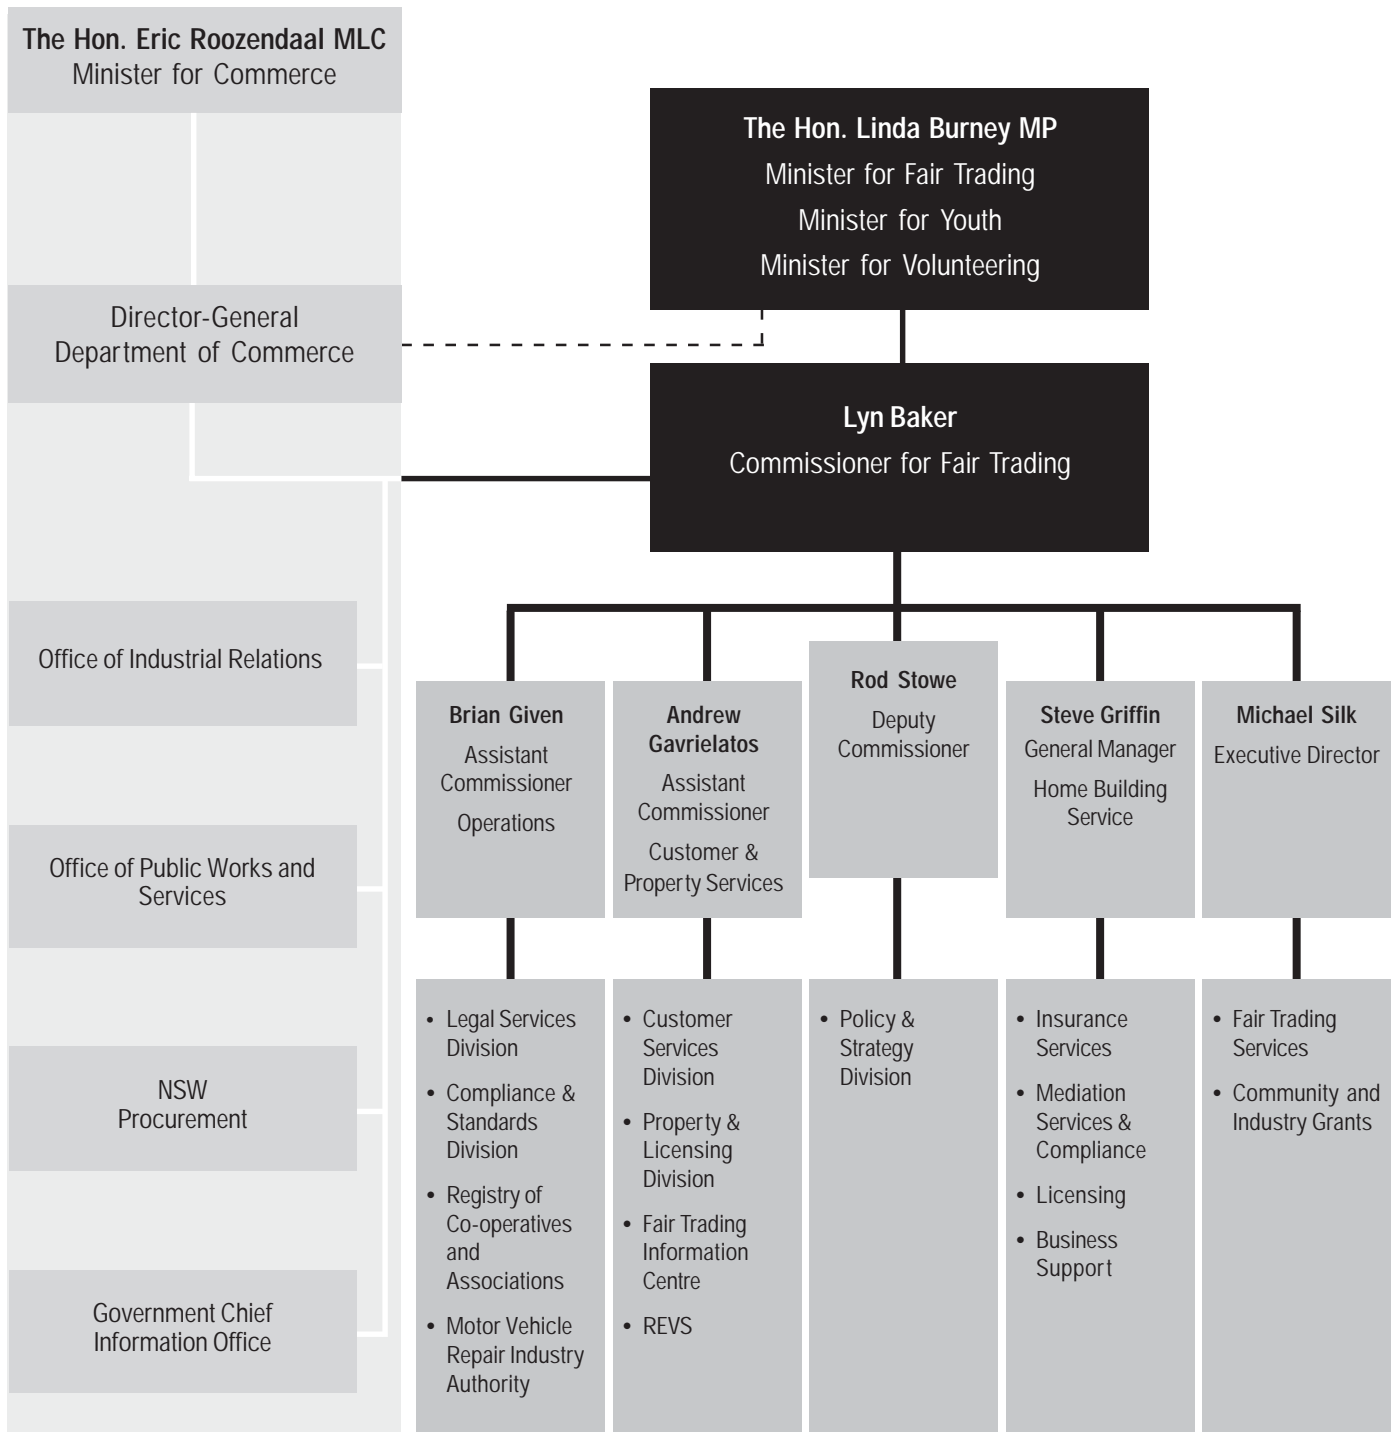 The Hon. Eric Roozendaal MLC
Minister for Commerce
The Hon. Linda Burney MP
Minister for Fair Trading
Minister for Youth
Minister for Volunteering
Director-General
Department of Commerce
Lyn Baker
Commissioner for Fair Trading
Office of Industrial Relations
Office of Public Works and
Services
NSW
Procurement
Government Chief
Information Office
Brian Given
Assistant
Commissioner
Operations
Andrew
Gavrielatos
Assistant
Commissioner
Customer &
Property Services
Rod Stowe
Deputy
Commissioner
Steve Griffin
General Manager
Home Building
Service
Michael Silk
Executive Director
• Legal Services
Division
• Compliance &
Standards
Division
• Registry of
Co-operatives
and
Associations
• Motor Vehicle
Repair Industry
Authority
• Customer
Services
Division
• Property &
Licensing
Division
• Fair Trading
Information
Centre
• REVS
• Policy &
Strategy
Division
• Insurance
Services
• Mediation
Services &
Compliance
• Licensing
• Business
Support
• Fair Trading
Services
• Community and
Industry Grants